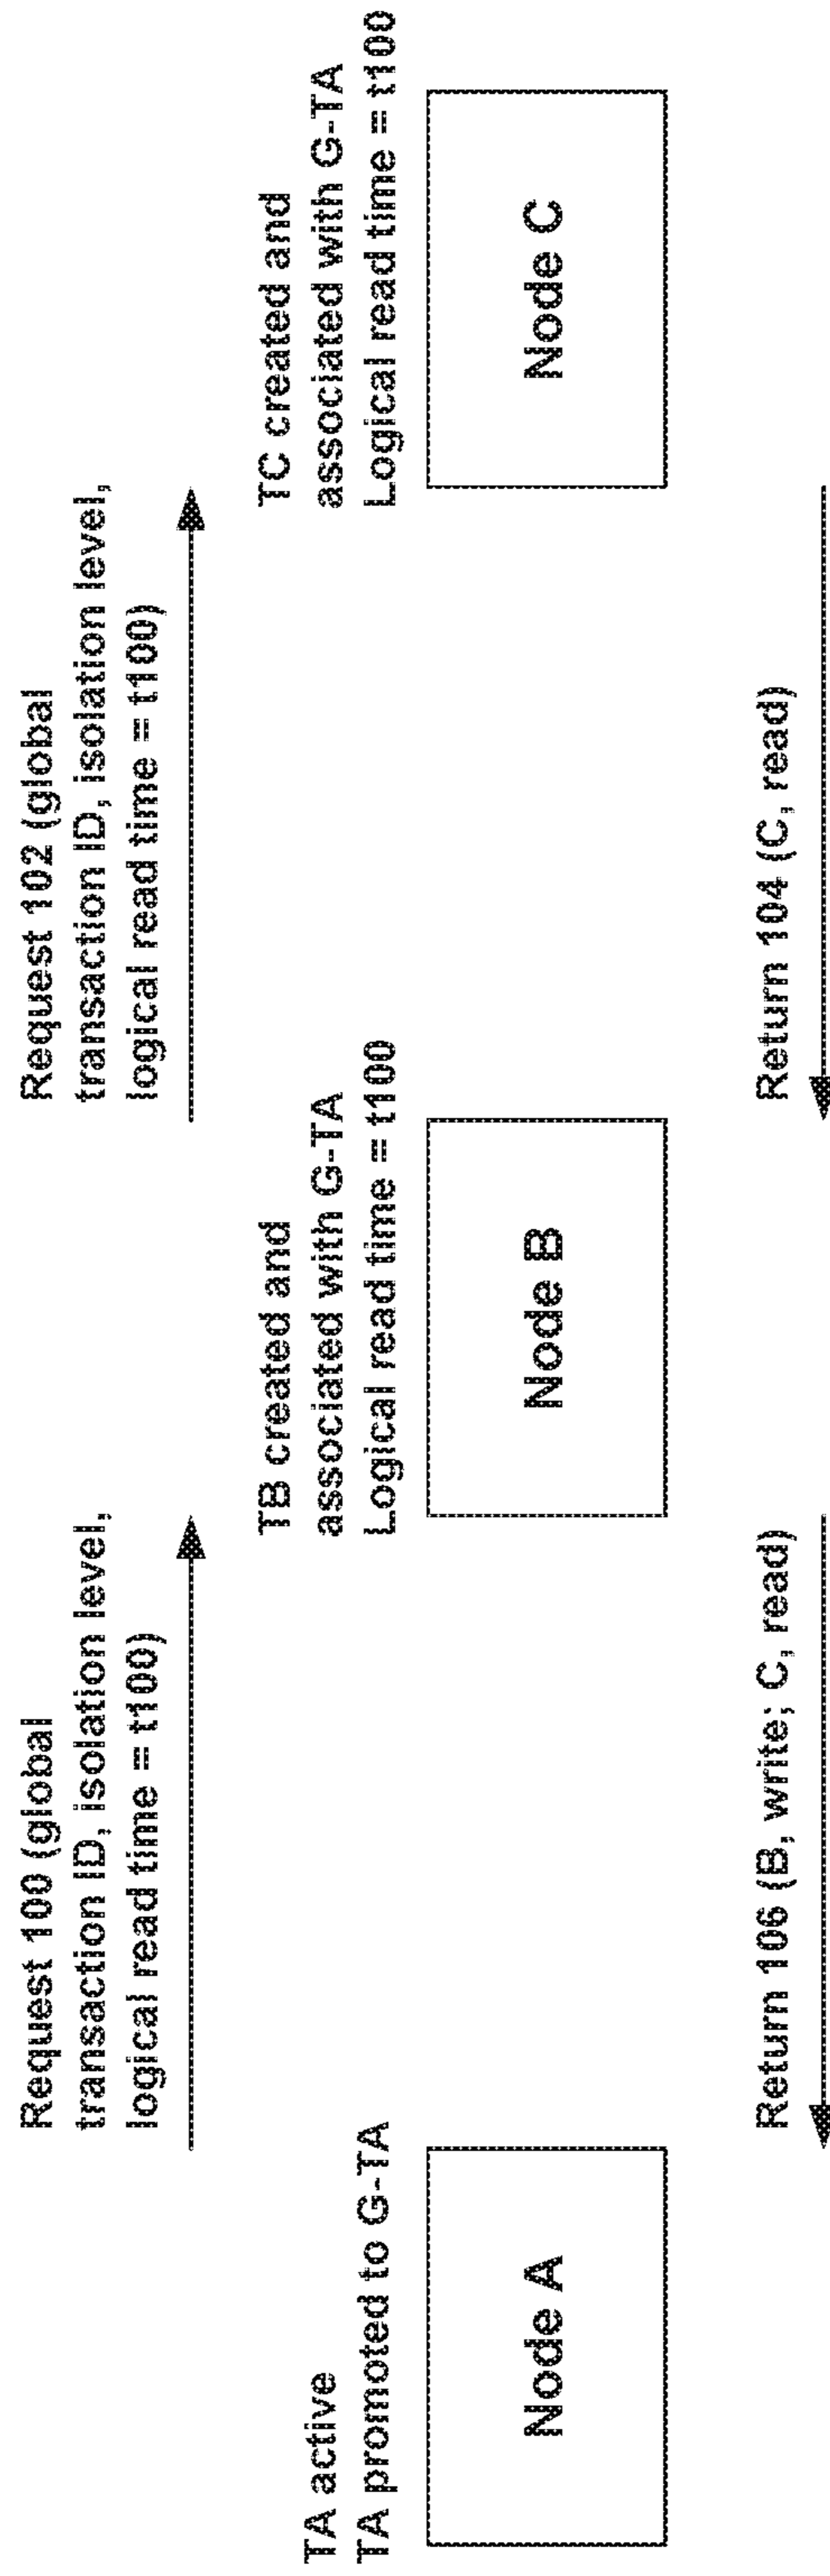 Request 100 (global
transaction ID, isolation level,
logical read time = t100)
Request 102 (global
transaction ID, isolation level,
logical read time = t100)
TA active
TA promoted to G-TA
TB created and
associated with G-TA
Logical read time = t100
TC created and
associated with G-TA
Logical read time = t100
Node A
Node B
Node C
Return 106 (B, write; C, read)
Return 104 (C, read)